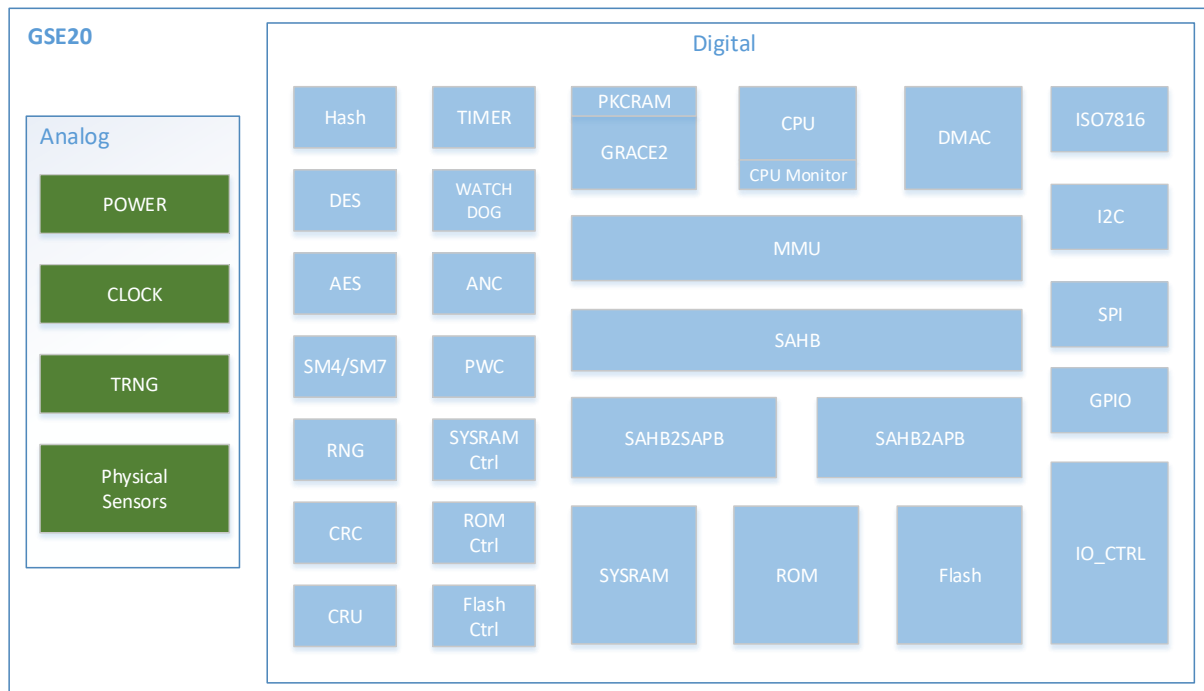 GSE20
Analog
POWER
CLOCK
TRNG
Physical
Sensors
Digital
Hash
DES
AES
SM4/SM7
RNG
CRC
CRU
TIMER
WATCH
DOG
ANC
PWC
SYSRAM
Ctrl
ROM
Ctrl
Flash
Ctrl
PKCRAM
GRACE2
CPU
CPU Monitor
DMAC
MMU
SAHB
SAHB2SAPB
SAHB2APB
SYSRAM
ROM
Flash
ISO7816
I2C
SPI
GPIO
IO_CTRL